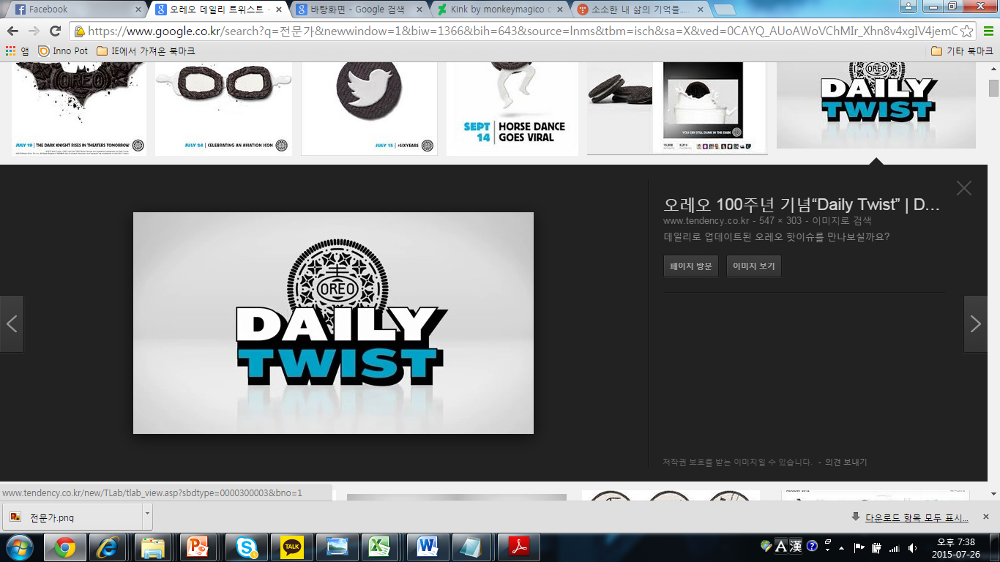 Facebook
오레오 데일리 트위스트 -
바탕화면 - Google 검색
Kink by monkeymagico o
소소한 내 삶의 기억들.....
https://www.google.co.kr/search?q=전문가&newwindow=1&biw=1366&bih=643&source=lnms&tbm=isch&sa=X&ved=0CAYQ_AUoAWoVChMIr_Xhn8v4xgIV4jemC
앱
Inno Pot
IE에서 가져온 북마크
기타 북마크
OREO
JULY 19 | THE DARK KNIGHT RISES IN THEATERS TOMORROW
JULY 24 | CELEBRATING AN AVIATION ICON
JULY 15 | #SIXYEARS
SEPT 14 | HORSE DANCE GOES VIRAL
YOU CAN STILL DUNK IN THE DARK
OREO
DAILY
TWIST
OREO
DAILY
TWIST
오레오 100주년 기념“Daily Twist” | D...
www.tendency.co.kr - 547 × 303 - 이미지로 검색
데일리로 업데이트된 오레오 핫이슈를 만나보실까요?
페이지 방문
이미지 보기
저작권 보호를 받는 이미지일 수 있습니다. - 의견 보내기
www.tendency.co.kr/new/TLab/tlab_view.asp?sbdtype=0000300003&bno=1
전문가.png
다운로드 항목 모두 표시...
TALK
A 漢
오후 7:38
2015-07-26